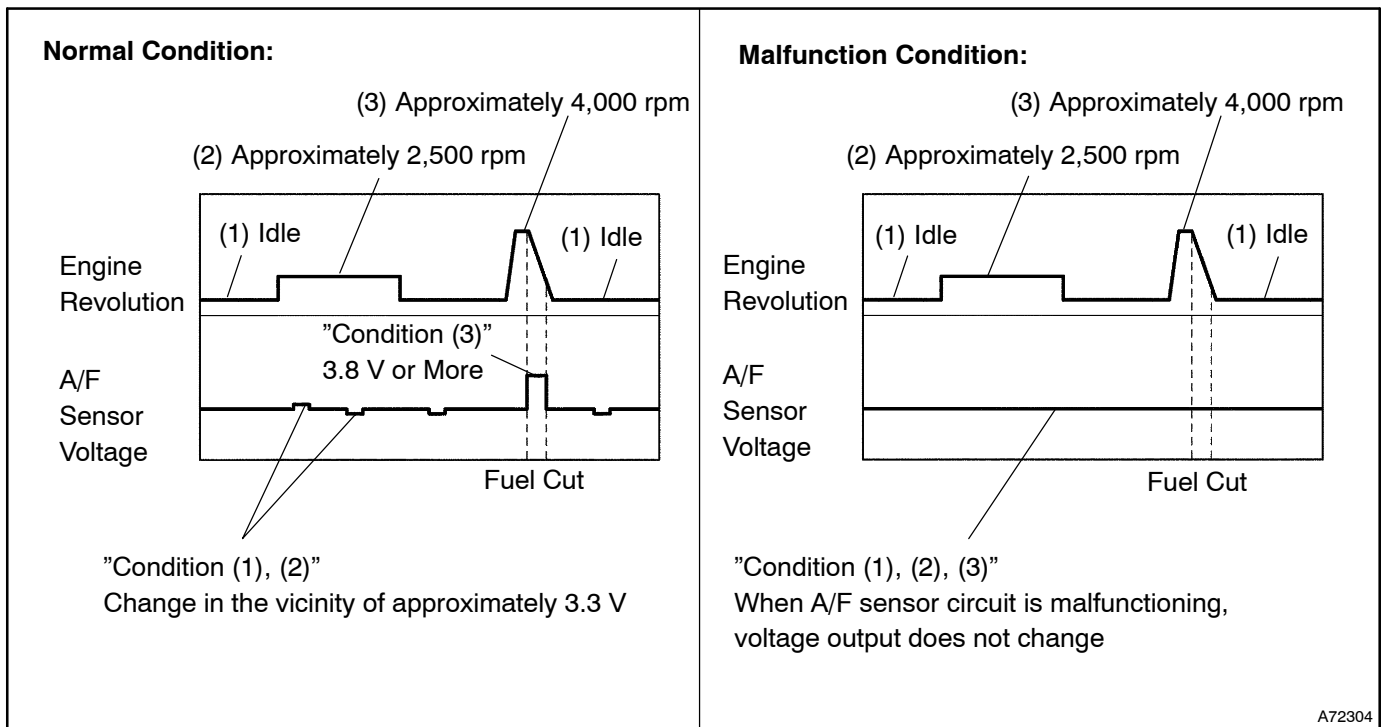 Normal Condition:
(3) Approximately 4,000 rpm
(2) Approximately 2,500 rpm
(1) Idle
(1) Idle
Engine
Revolution
”Condition (3)”
3.8 V or More
A/F
Sensor
Voltage
Fuel Cut
”Condition (1), (2)”
Change in the vicinity of approximately 3.3 V
Malfunction Condition:
(3) Approximately 4,000 rpm
(2) Approximately 2,500 rpm
(1) Idle
(1) Idle
Engine
Revolution
A/F
Sensor
Voltage
Fuel Cut
”Condition (1), (2), (3)”
When A/F sensor circuit is malfunctioning,
voltage output does not change
A72304